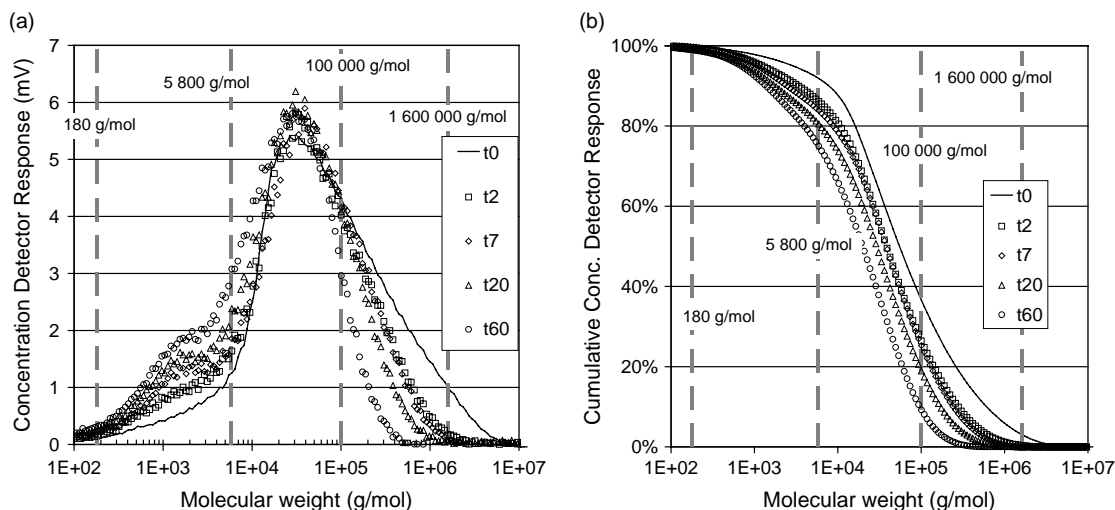 (a)
Concentration Detector Response (mV)
7
6
5
4
3
2
1
0
1E+02 1E+03 1E+04 1E+05 1E+06 1E+07
Molecular weight (g/mol)
180 g/mol
5 800 g/mol
100 000 g/mol
1 600 000 g/mol
t0
t2
t7
t20
t60
(b)
Cumulative Conc. Detector Response
100%
80%
60%
40%
20%
0%
1E+02 1E+03 1E+04 1E+05 1E+06 1E+07
Molecular weight (g/mol)
1 600 000 g/mol
100 000 g/mol
5 800 g/mol
180 g/mol
t0
t2
t7
t20
t60